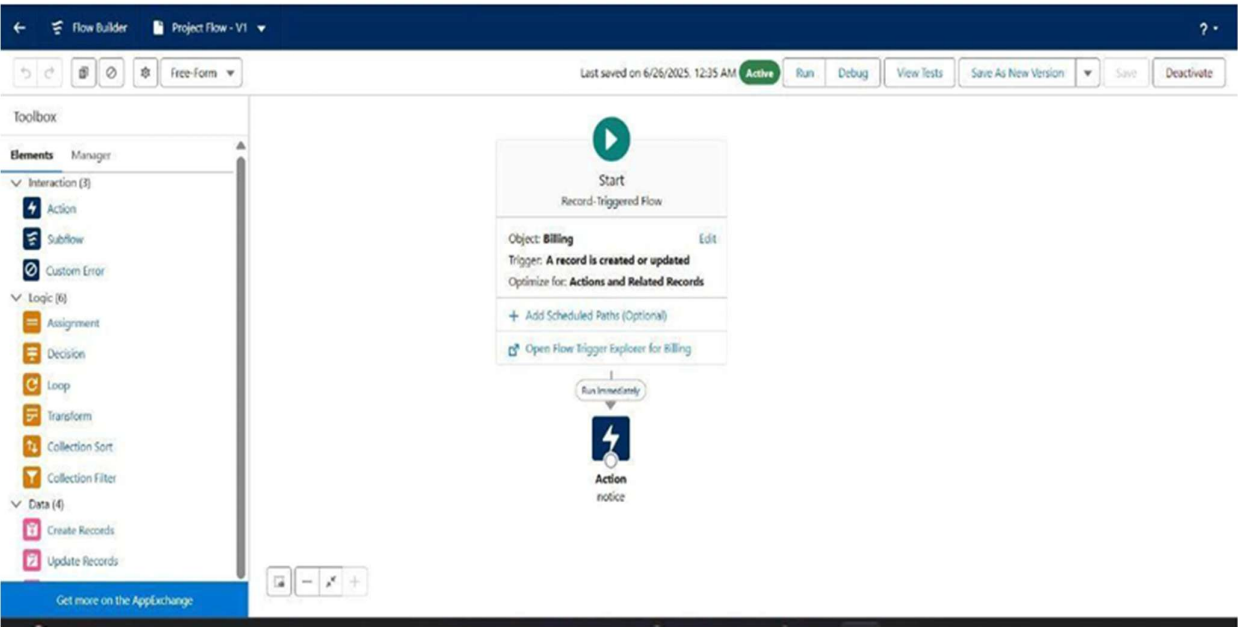 Flow Builder Project Flow - V1 ?
Free-Form Last saved on 6/26/2025, 12:35 AM Active Run Debug View Tests Save As New Version Save Deactivate
Toolbox
Elements Manager
Interaction (3)
Action
Subflow
Custom Error
Logic (6)
Assignment
Decision
Loop
Transform
Collection Sort
Collection Filter
Data (4)
Create Records
Update Records
Get more on the AppExchange
Start
Record-Triggered Flow
Object: Billing Edit
Trigger: A record is created or updated
Optimize for: Actions and Related Records
+ Add Scheduled Paths (Optional)
Open Flow Trigger Explorer for Billing
Run Immediately
Action
notice